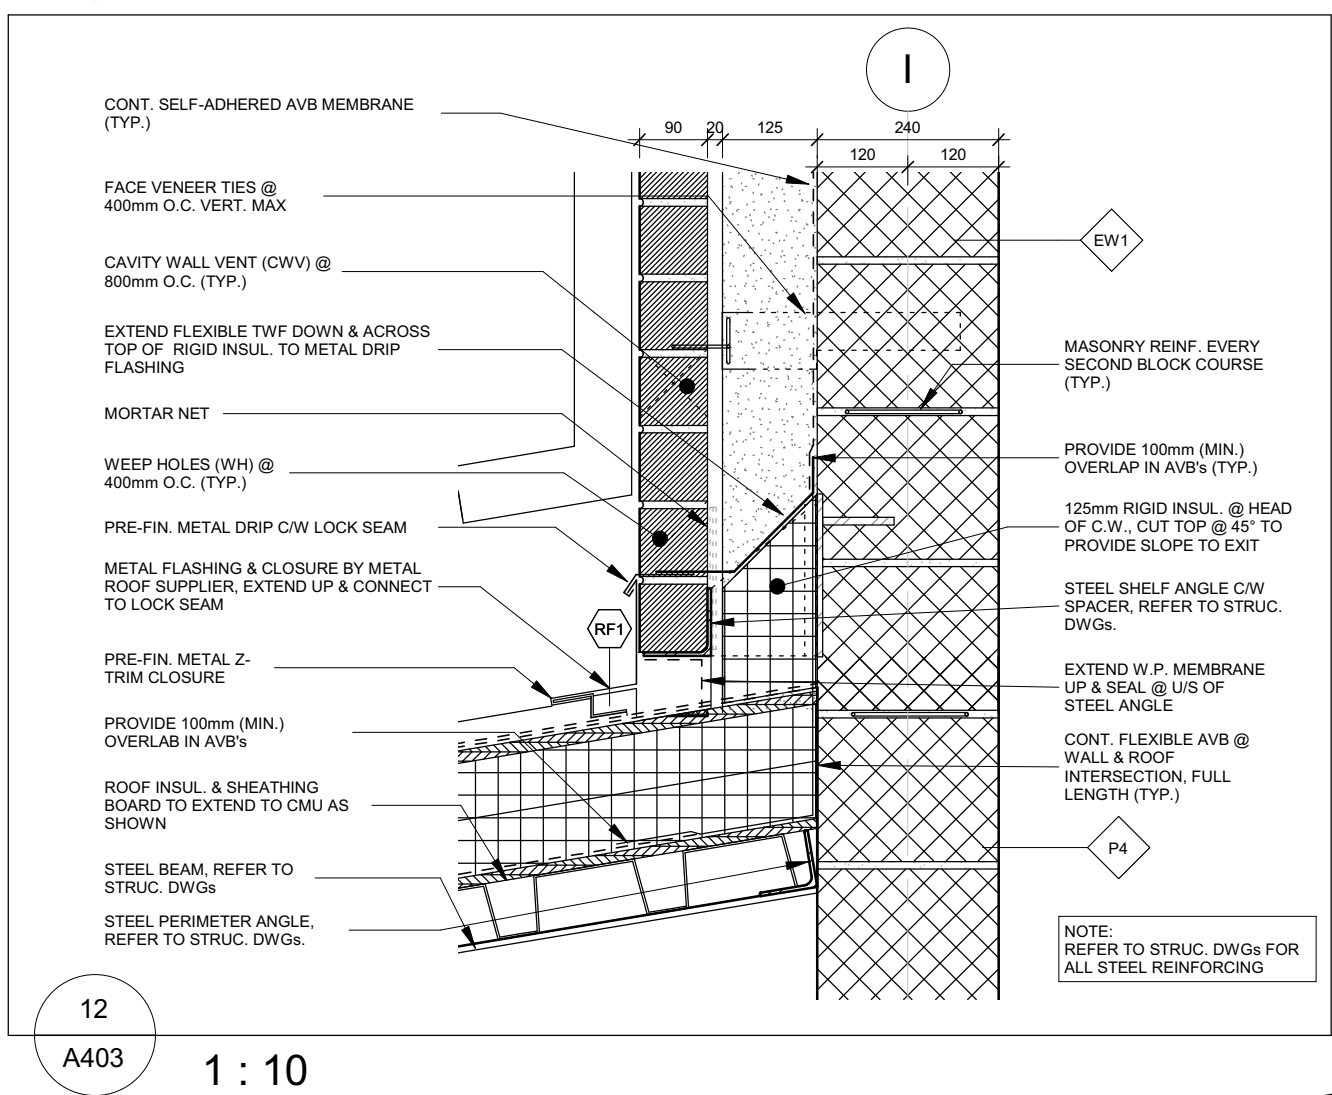 I
90
20
125
240
120
120
CONT. SELF-ADHERED AVB MEMBRANE
(TYP.)
FACE VENEER TIES @
400mm O.C. VERT. MAX
CAVITY WALL VENT (CWV) @
800mm O.C. (TYP.)
EXTEND FLEXIBLE TWF DOWN & ACROSS
TOP OF RIGID INSUL. TO METAL DRIP
FLASHING
MORTAR NET
WEEP HOLES (WH) @
400mm O.C. (TYP.)
PRE-FIN. METAL DRIP C/W LOCK SEAM
METAL FLASHING & CLOSURE BY METAL
ROOF SUPPLIER, EXTEND UP & CONNECT
TO LOCK SEAM
RF1
PRE-FIN. METAL Z-
TRIM CLOSURE
PROVIDE 100mm (MIN.)
OVERLAB IN AVB's
ROOF INSUL. & SHEATHING
BOARD TO EXTEND TO CMU AS
SHOWN
STEEL BEAM, REFER TO
STRUC. DWGs
STEEL PERIMETER ANGLE,
REFER TO STRUC. DWGs.
EW1
MASONRY REINF. EVERY
SECOND BLOCK COURSE
(TYP.)
PROVIDE 100mm (MIN.)
OVERLAP IN AVB's (TYP.)
125mm RIGID INSUL. @ HEAD
OF C.W., CUT TOP @ 45° TO
PROVIDE SLOPE TO EXIT
STEEL SHELF ANGLE C/W
SPACER, REFER TO STRUC.
DWGs.
EXTEND W.P. MEMBRANE
UP & SEAL @ U/S OF
STEEL ANGLE
CONT. FLEXIBLE AVB @
WALL & ROOF
INTERSECTION, FULL
LENGTH (TYP.)
P4
NOTE:
REFER TO STRUC. DWGs FOR
ALL STEEL REINFORCING
12
A403
1 : 10